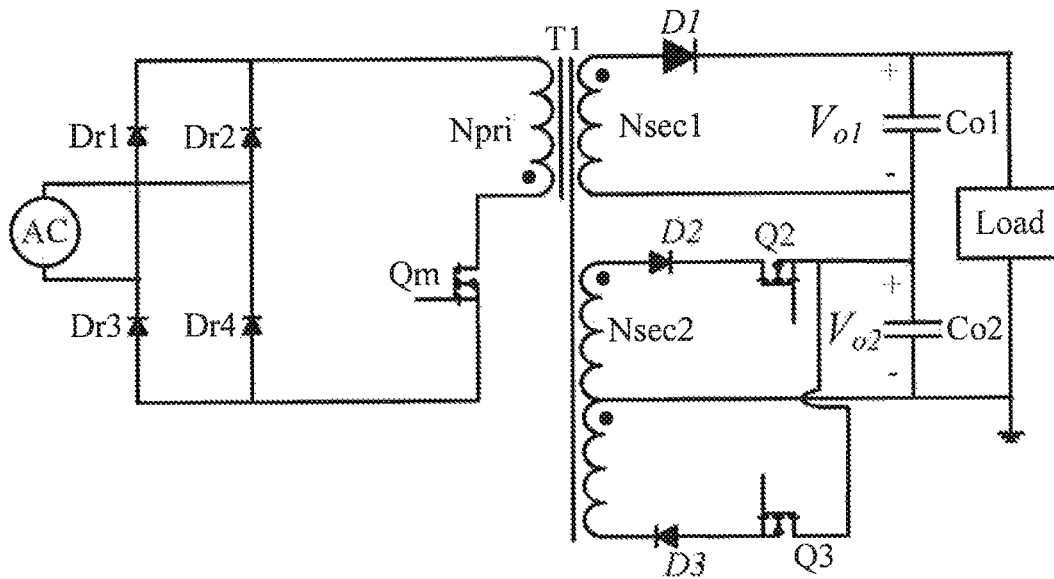 D1
T1
+
Dr1
Dr2
Npri
Nsec1
Vo1
Co1
-
AC
Load
D2
Q2
Qm
+
Dr3
Dr4
Nsec2
Vo2
Co2
-
D3
Q3